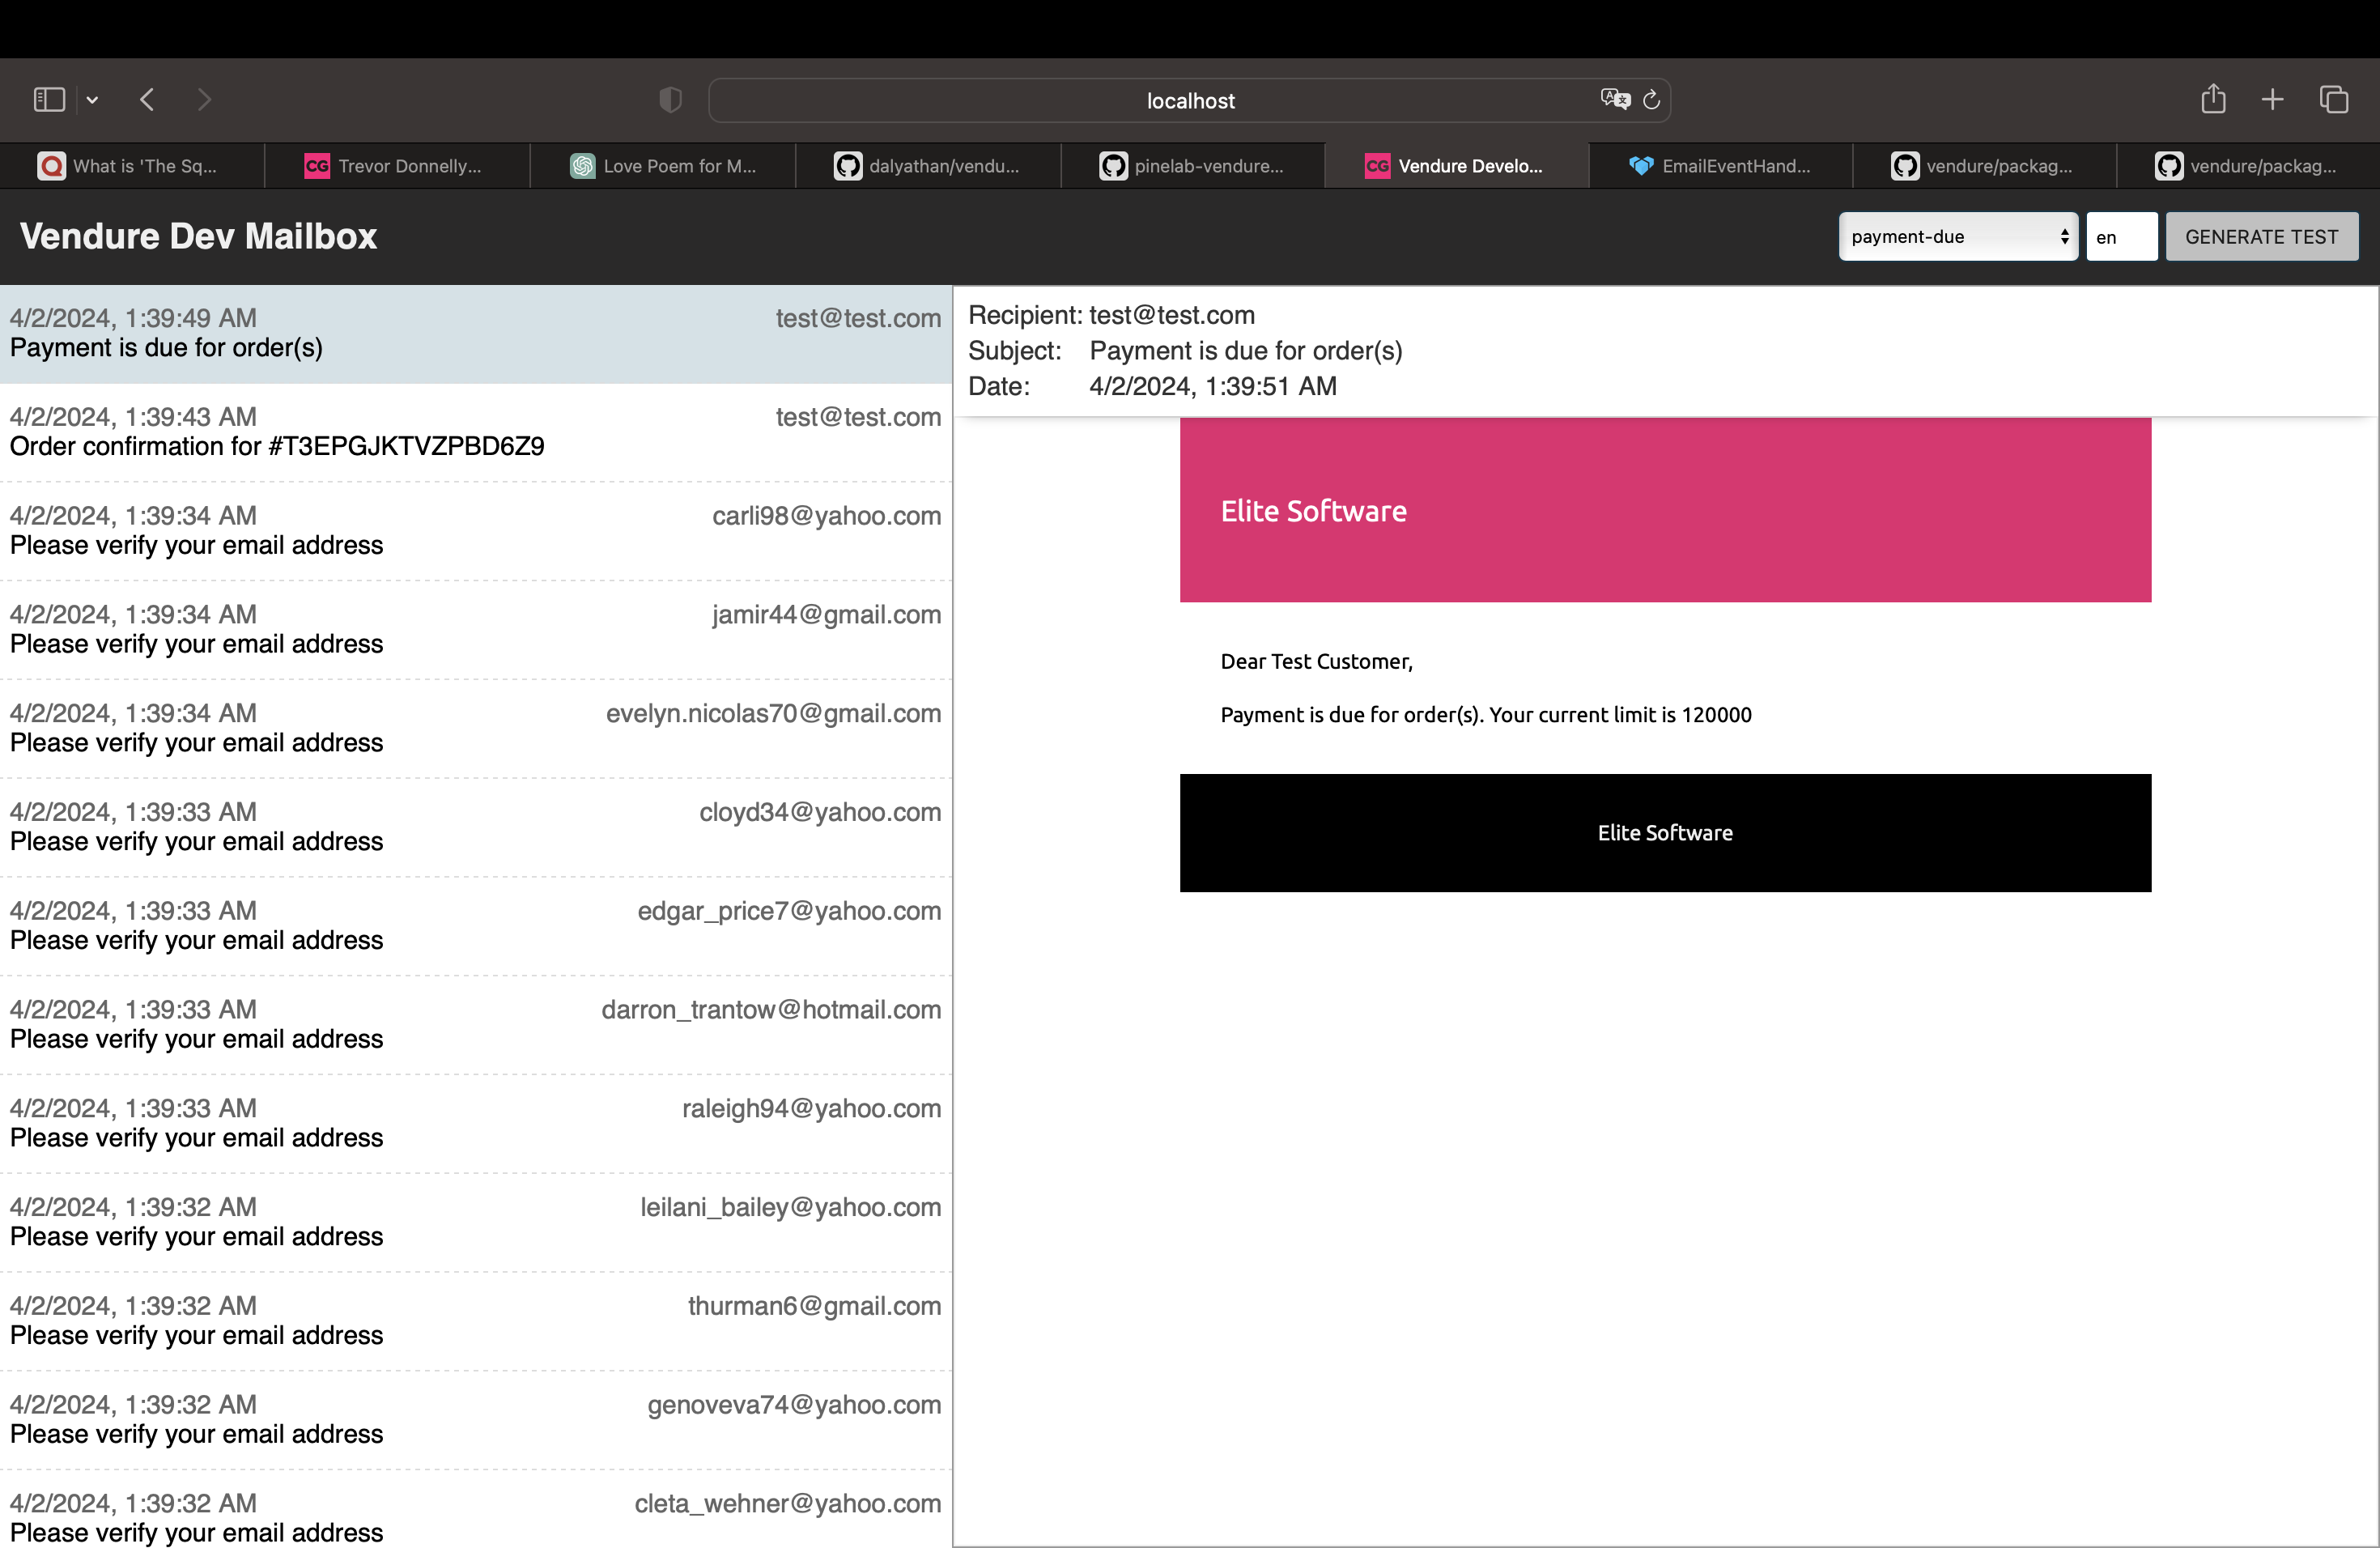 localhost
What is 'The Sq...
CG Trevor Donnelly...
Love Poem for M...
dalyathan/vendu...
pinelab-vendure...
CG Vendure Develo...
EmailEventHand...
vendure/packag...
vendure/packag...
Vendure Dev Mailbox
payment-due
en
GENERATE TEST
4/2/2024, 1:39:49 AM test@test.com
Payment is due for order(s)
4/2/2024, 1:39:43 AM test@test.com
Order confirmation for #T3EPGJKTVZPBD6Z9
4/2/2024, 1:39:34 AM carli98@yahoo.com
Please verify your email address
4/2/2024, 1:39:34 AM jamir44@gmail.com
Please verify your email address
4/2/2024, 1:39:34 AM evelyn.nicolas70@gmail.com
Please verify your email address
4/2/2024, 1:39:33 AM cloyd34@yahoo.com
Please verify your email address
4/2/2024, 1:39:33 AM edgar_price7@yahoo.com
Please verify your email address
4/2/2024, 1:39:33 AM darron_trantow@hotmail.com
Please verify your email address
4/2/2024, 1:39:33 AM raleigh94@yahoo.com
Please verify your email address
4/2/2024, 1:39:32 AM leilani_bailey@yahoo.com
Please verify your email address
4/2/2024, 1:39:32 AM thurman6@gmail.com
Please verify your email address
4/2/2024, 1:39:32 AM genoveva74@yahoo.com
Please verify your email address
4/2/2024, 1:39:32 AM cleta_wehner@yahoo.com
Please verify your email address
Recipient: test@test.com
Subject: Payment is due for order(s)
Date: 4/2/2024, 1:39:51 AM
Elite Software
Dear Test Customer,
Payment is due for order(s). Your current limit is 120000
Elite Software